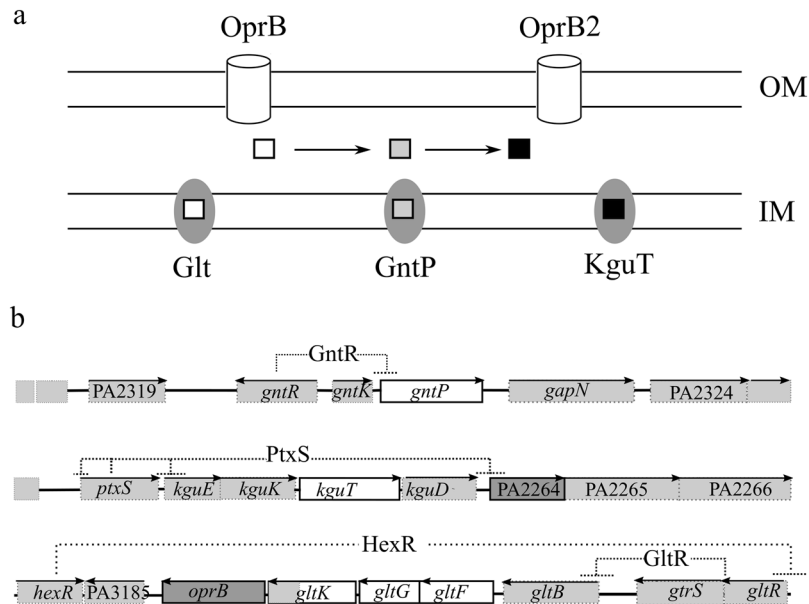 a
OprB OprB2
OM
IM
Glt GntP KguT
b
GntR
PA2319 gntR gntK gntP gapN PA2324
PtxS
ptxS kguE kguK kguT kguD PA2264 PA2265 PA2266
HexR
GltR
hexR PA3185 oprB gltK gltG gltF gltB gtrS gltR